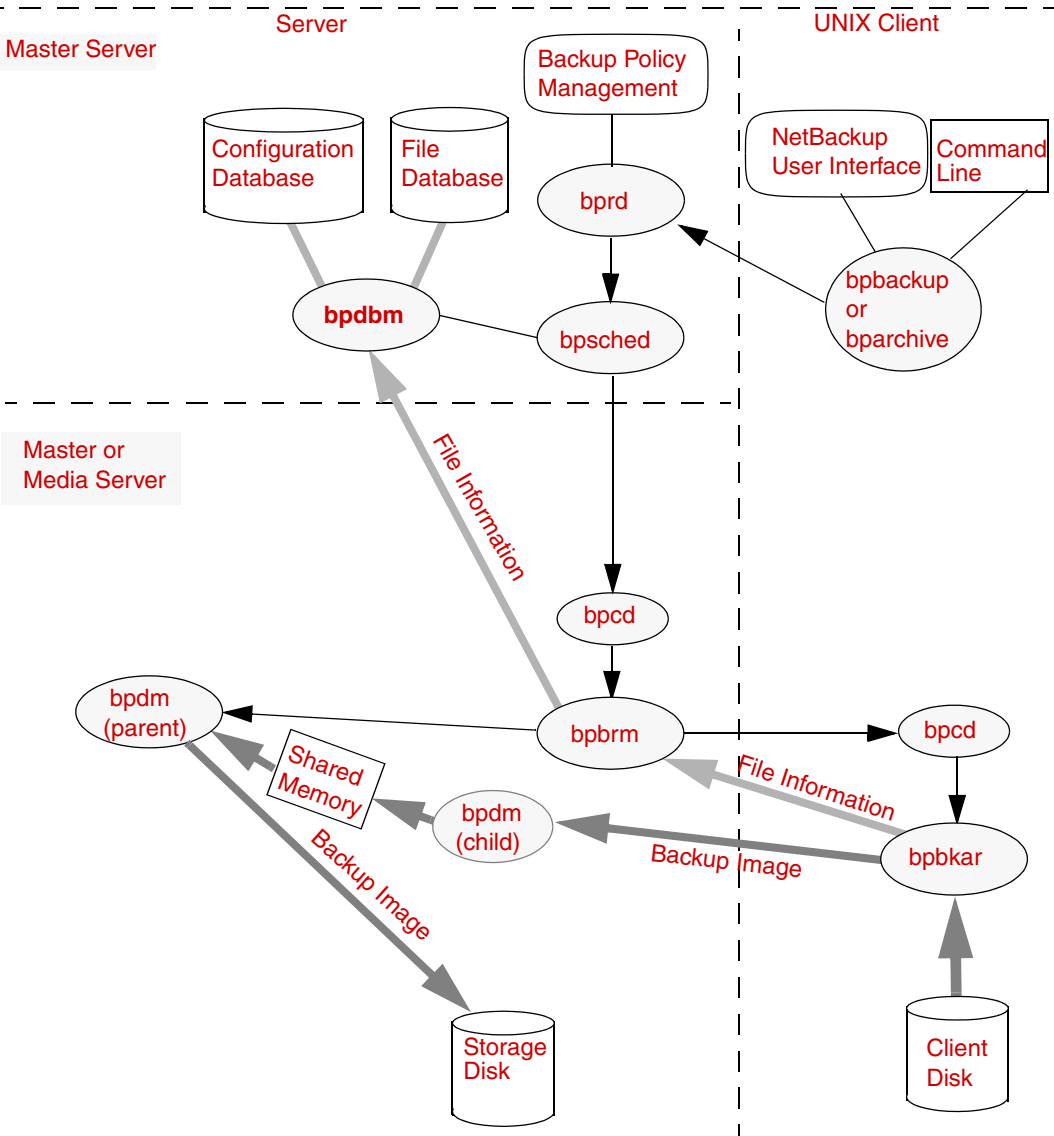 Server
UNIX Client
Master Server
Backup Policy
Management
Configuration
Database
File
Database
NetBackup
User Interface
Command
Line
bprd
bpbackup
or
bparchive
bpdbm
bpsched
Master or
Media Server
File Information
bpcd
bpdm
(parent)
bpbrm
bpcd
Shared
Memory
File Information
bpdm
(child)
Backup Image
bpbkar
Backup Image
Storage
Disk
Client
Disk